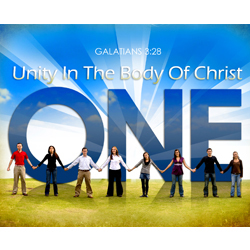 GALATIANS 3:28
Unity In The Body Of Christ
ONE